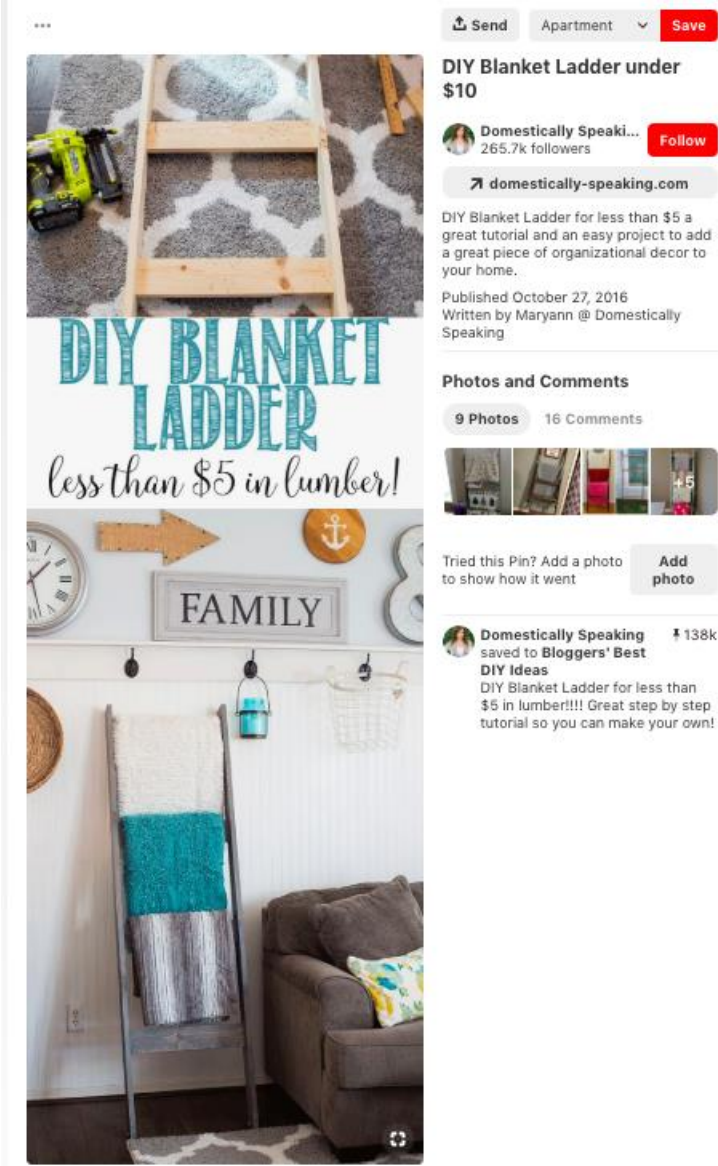 Send
Apartment
Save
DIY Blanket Ladder under
$10
Domestically Speaki...
265.7k followers
Follow
domestically-speaking.com
DIY Blanket Ladder for less than $5 a
great tutorial and an easy project to add
a great piece of organizational decor to
your home.
Published October 27, 2016
Written by Maryann @ Domestically
Speaking
Photos and Comments
9 Photos
16 Comments
+5
Tried this Pin? Add a photo
to show how it went
Add
photo
Domestically Speaking
138k
saved to Bloggers' Best
DIY Ideas
DIY Blanket Ladder for less than
$5 in lumber!!!! Great step by step
tutorial so you can make your own!
DIY BLANKET
LADDER
less than $5 in lumber!
FAMILY
&